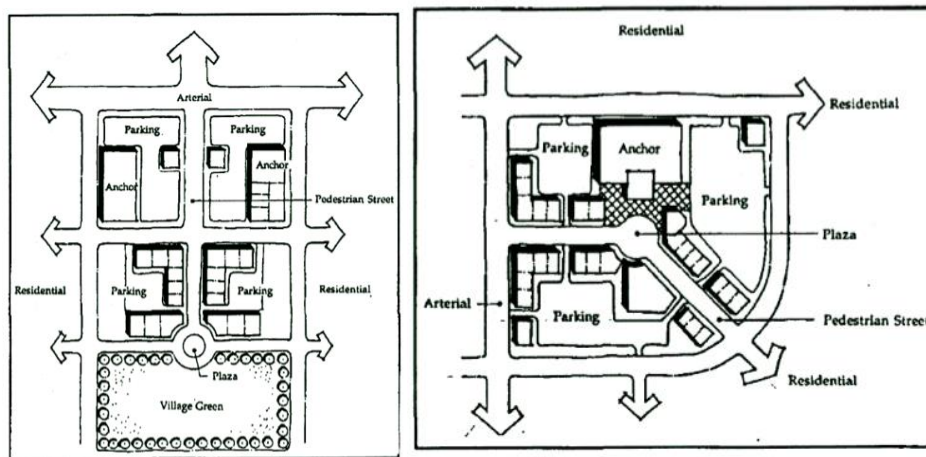 Arterial
Parking
Parking
Anchor
Anchor
Pedestrian Street
Residential
Parking
Parking
Residential
Plaza
Village Green
Residential
Residential
Parking
Anchor
Parking
Plaza
Arterial
Parking
Pedestrian Street
Residential